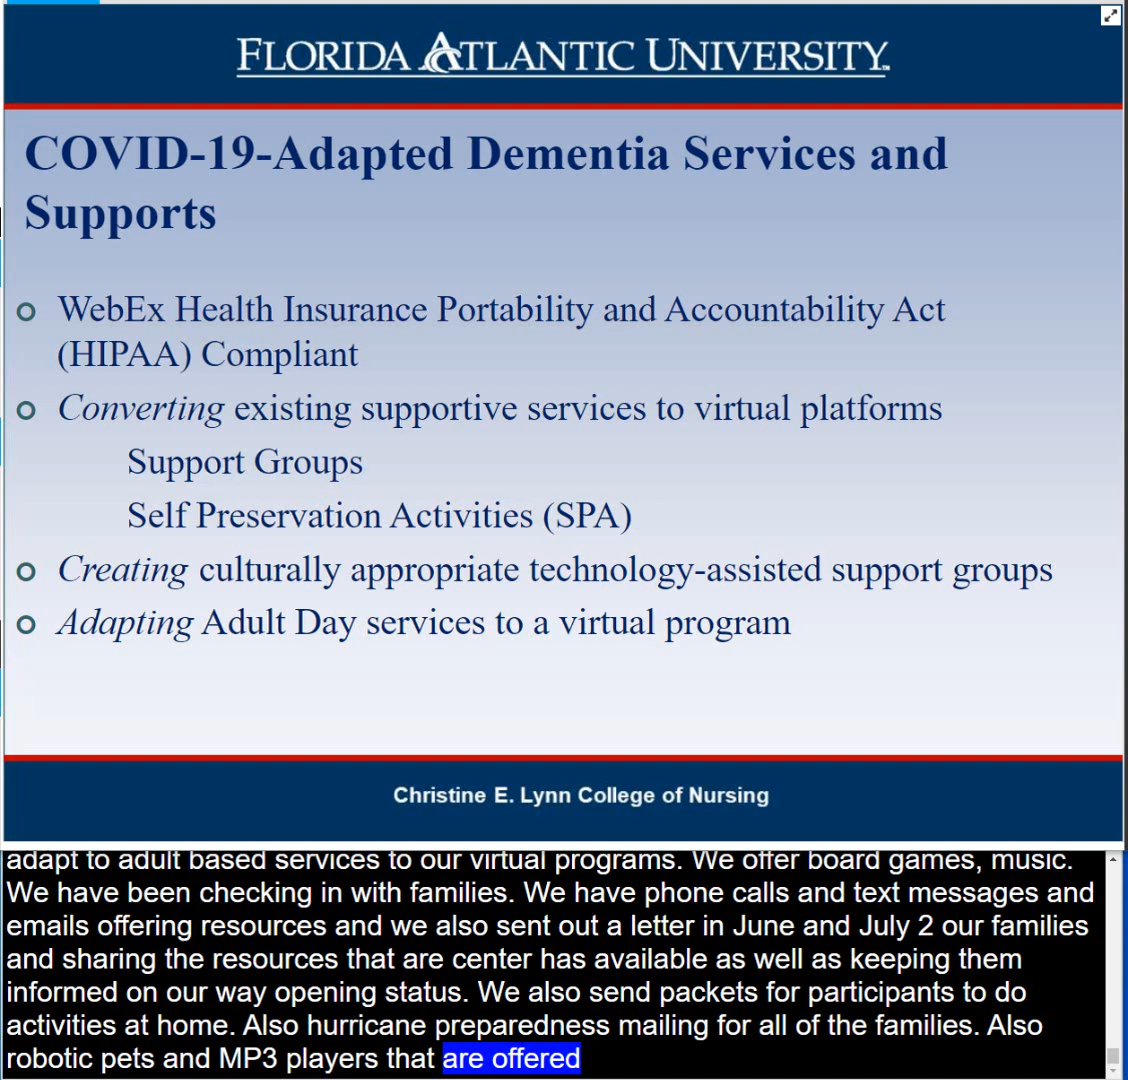 FLORIDA ATLANTIC UNIVERSITY™
COVID-19-Adapted Dementia Services and
Supports
WebEx Health Insurance Portability and Accountability Act
(HIPAA) Compliant
Converting existing supportive services to virtual platforms
Support Groups
Self Preservation Activities (SPA)
Creating culturally appropriate technology-assisted support groups
Adapting Adult Day services to a virtual program
Christine E. Lynn College of Nursing
adapt to adult based services to our virtual programs. We offer board games, music.
We have been checking in with families. We have phone calls and text messages and
emails offering resources and we also sent out a letter in June and July 2 our families
and sharing the resources that are center has available as well as keeping them
informed on our way opening status. We also send packets for participants to do
activities at home. Also hurricane preparedness mailing for all of the families. Also
robotic pets and MP3 players that are offered